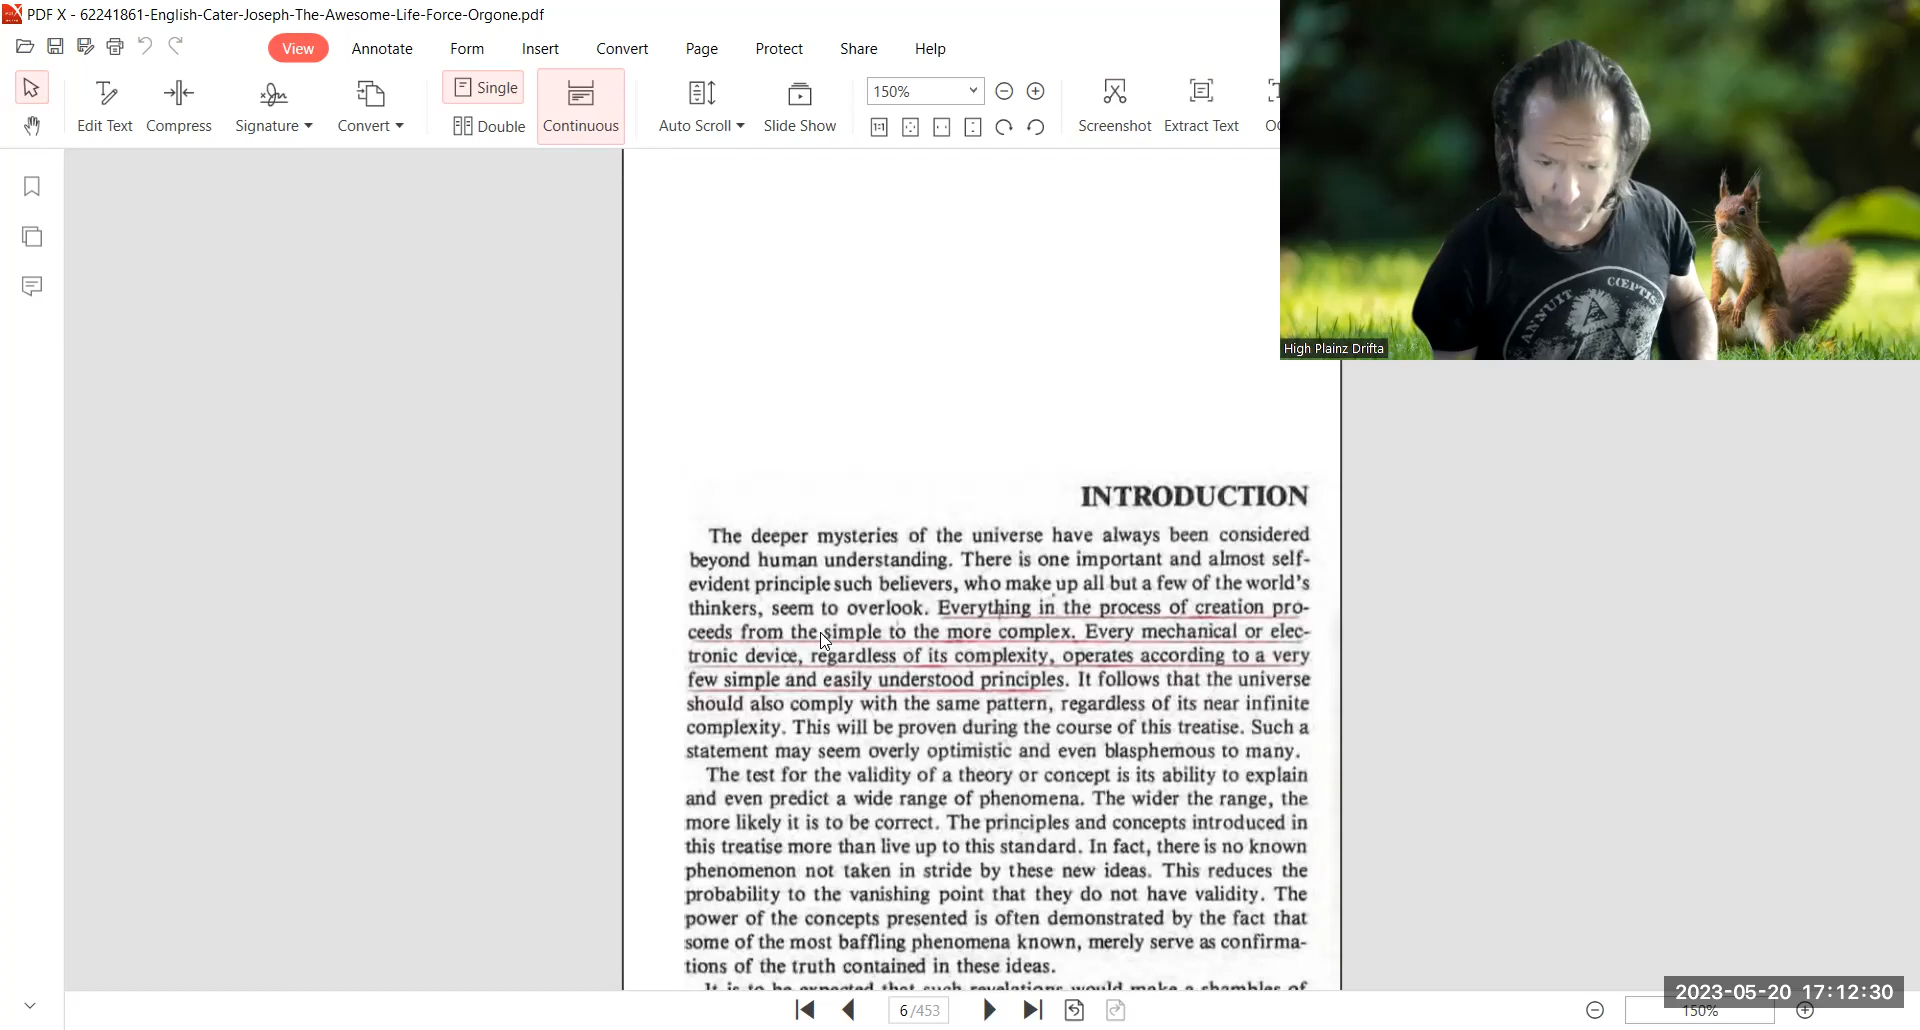 PDF X - 62241861-English-Cater-Joseph-The-Awesome-Life-Force-Orgone.pdf
View Annotate Form Insert Convert Page Protect Share Help
Single
150%
Edit Text Compress Signature Convert Double Continuous Auto Scroll Slide Show Screenshot Extract Text
ANNUIT CŒPTIS
High Plainz Drifta
INTRODUCTION
The deeper mysteries of the universe have always been considered
beyond human understanding. There is one important and almost self-
evident principle such believers, who make up all but a few of the world's
thinkers, seem to overlook. Everything in the process of creation pro-
ceeds from the simple to the more complex. Every mechanical or elec-
tronic device, regardless of its complexity, operates according to a very
few simple and easily understood principles. It follows that the universe
should also comply with the same pattern, regardless of its near infinite
complexity. This will be proven during the course of this treatise. Such a
statement may seem overly optimistic and even blasphemous to many.
The test for the validity of a theory or concept is its ability to explain
and even predict a wide range of phenomena. The wider the range, the
more likely it is to be correct. The principles and concepts introduced in
this treatise more than live up to this standard. In fact, there is no known
phenomenon not taken in stride by these new ideas. This reduces the
probability to the vanishing point that they do not have validity. The
power of the concepts presented is often demonstrated by the fact that
some of the most baffling phenomena known, merely serve as confirma-
tions of the truth contained in these ideas.
It is to be expected that such revelations would make a shambles of
6 /453
2023-05-20 17:12:30
150%